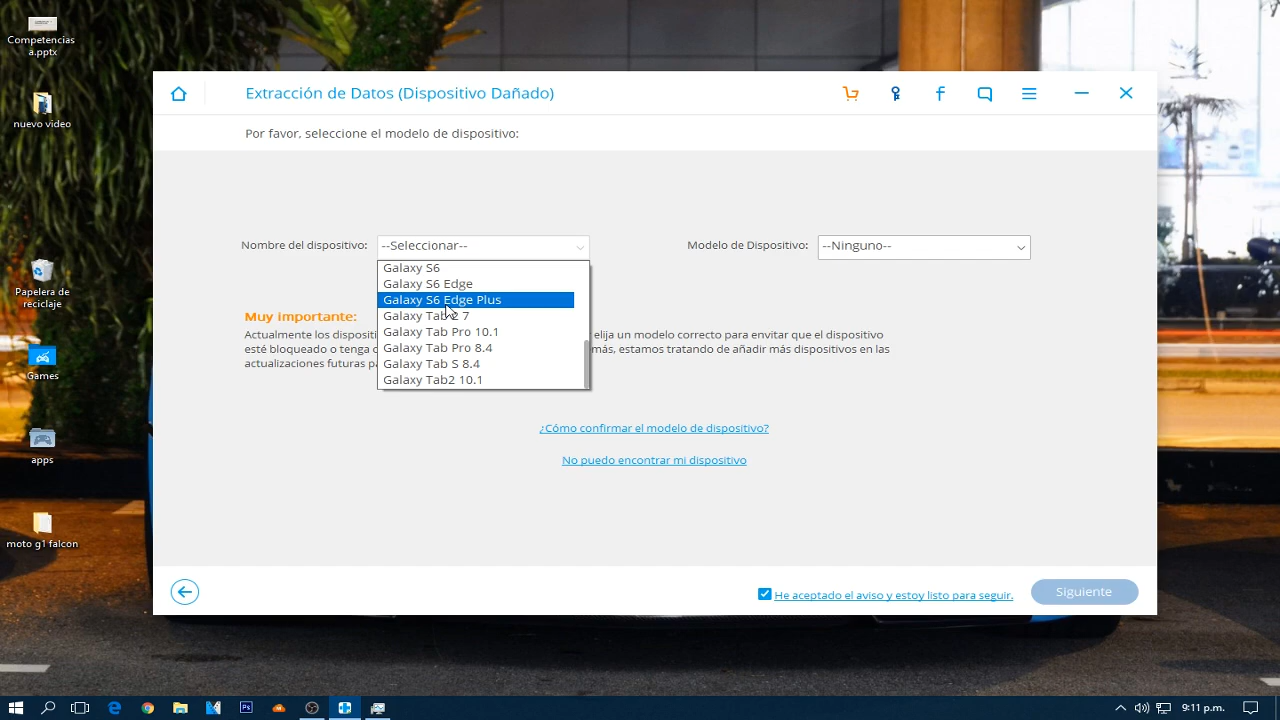 Competencias
a.pptx
nuevo video
Papelera de
reciclaje
Games
apps
moto g1 falcon
Extracción de Datos (Dispositivo Dañado)
Por favor, seleccione el modelo de dispositivo:
Nombre del dispositivo:
--Seleccionar--
Modelo de Dispositivo:
--Ninguno--
Galaxy S6
Galaxy S6 Edge
Galaxy S6 Edge Plus
Galaxy Tab 2 7
Galaxy Tab Pro 10.1
Galaxy Tab Pro 8.4
Galaxy Tab S 8.4
Galaxy Tab2 10.1
Muy importante:
Actualmente los dispositi elija un modelo correcto para envitar que el dispositivo
esté bloqueado o tenga más, estamos tratando de añadir más dispositivos en las
actualizaciones futuras
¿Cómo confirmar el modelo de dispositivo?
No puedo encontrar mi dispositivo
He aceptado el aviso y estoy listo para seguir.
Siguiente
Ps
9:11 p.m.